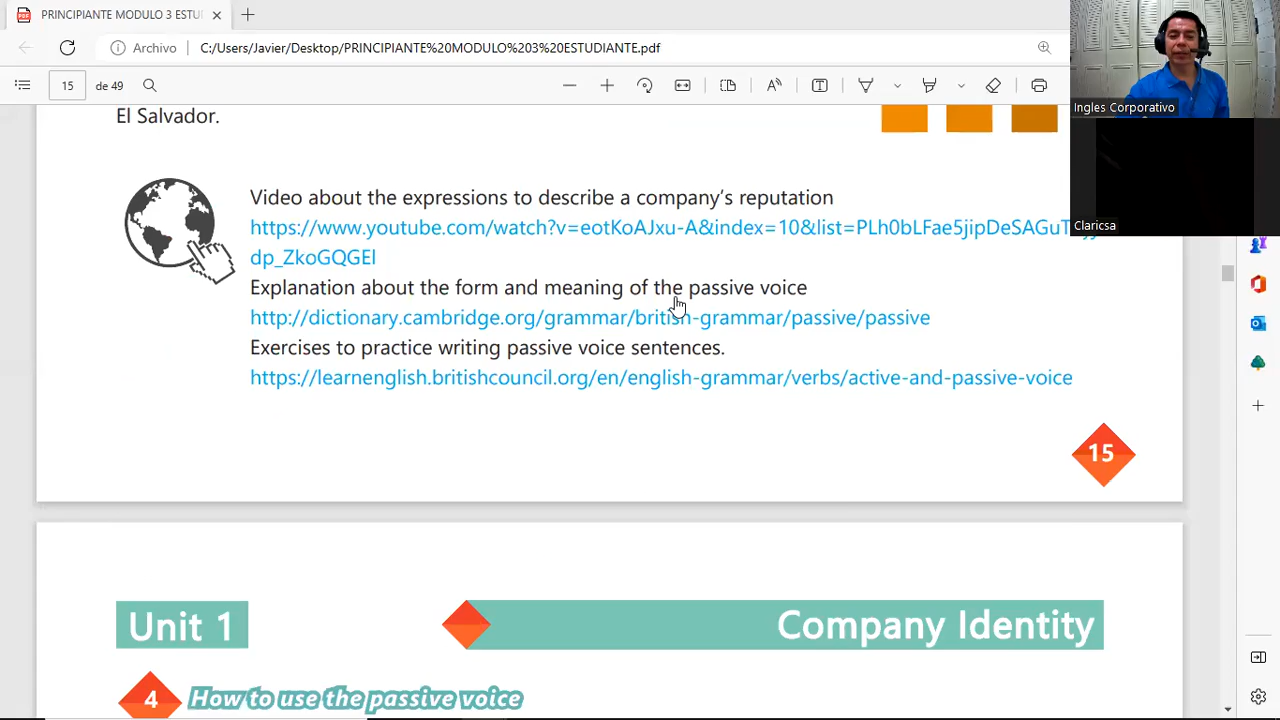 PRINCIPIANTE MODULO 3 ESTU
Archivo
C:/Users/Javier/Desktop/PRINCIPIANTE%20MODULO%203%20ESTUDIANTE.pdf
15
de 49
El Salvador.
Video about the expressions to describe a company's reputation
https://www.youtube.com/watch?v=eotKoAJxu-A&index=10&list=PLh0bLFae5jipDeSAGuT
dp_ZkoGQGEl
Explanation about the form and meaning of the passive voice
http://dictionary.cambridge.org/grammar/british-grammar/passive/passive
Exercises to practice writing passive voice sentences.
https://learnenglish.britishcouncil.org/en/english-grammar/verbs/active-and-passive-voice
15
Unit 1
Company Identity
4
How to use the passive voice
Ingles Corporativo
Claricsa